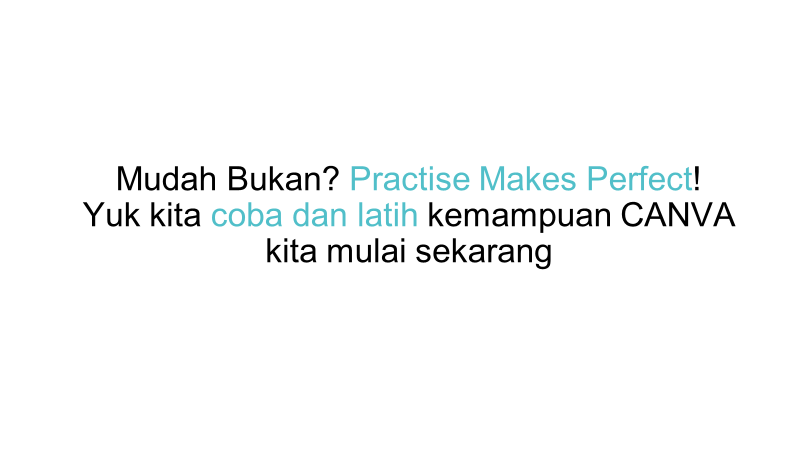 Mudah Bukan? Practise Makes Perfect!
Yuk kita coba dan latih kemampuan CANVA
kita mulai sekarang